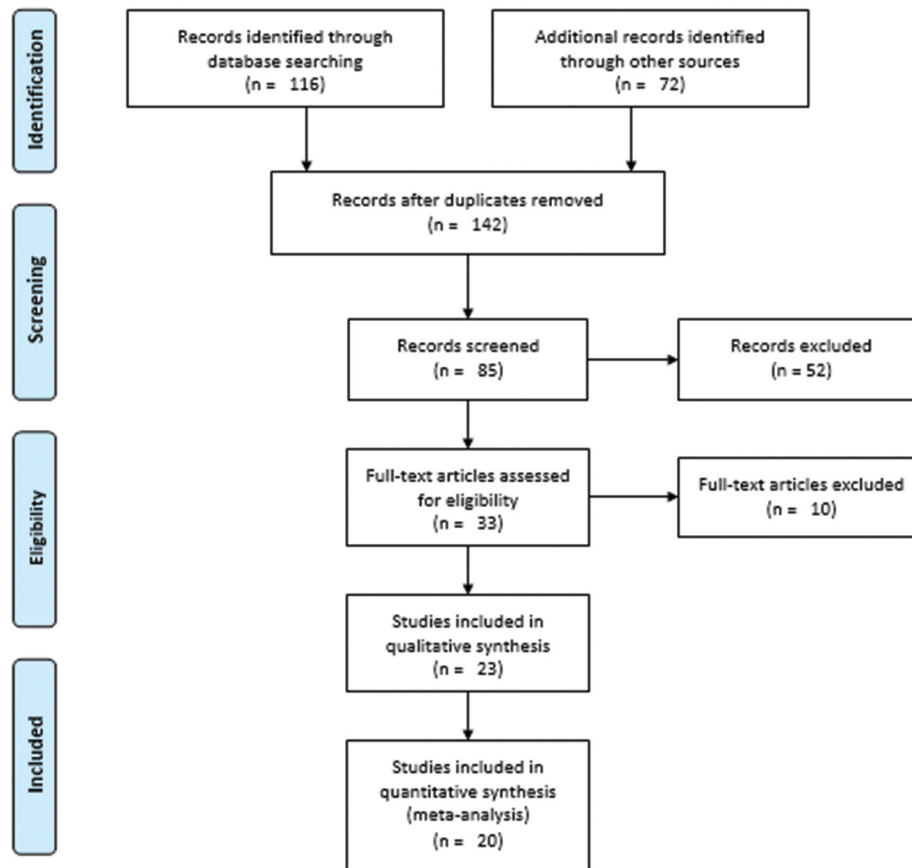 Identification
Records identified through
database searching
(n = 116)
Additional records identified
through other sources
(n = 72)
Records after duplicates removed
(n = 142)
Screening
Records screened
(n = 85)
Records excluded
(n = 52)
Eligibility
Full-text articles assessed
for eligibility
(n = 33)
Full-text articles excluded
(n = 10)
Studies included in
qualitative synthesis
(n = 23)
Included
Studies included in
quantitative synthesis
(meta-analysis)
(n = 20)